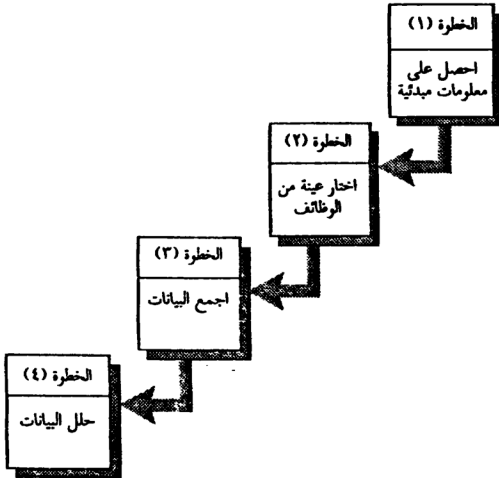 الخطوة (١)
احصل على
معلومات مبدئية
الخطوة (٢)
اختار عينة من
الوظائف
الخطوة (٣)
اجمع البيانات
الخطوة (٤)
حلل البيانات